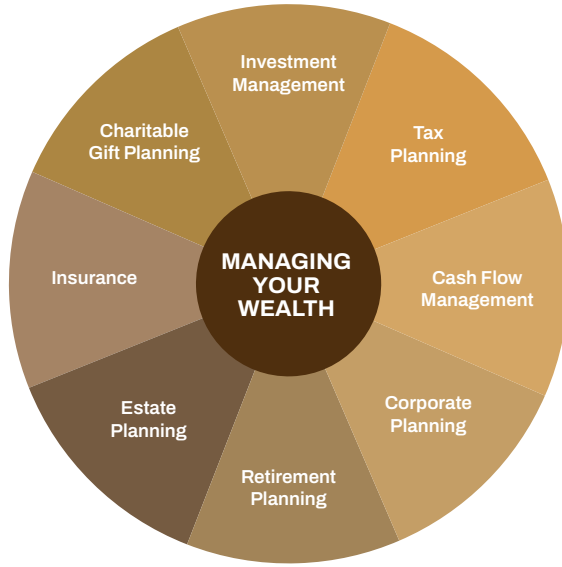 Investment
Management
Tax
Planning
Cash Flow
Management
Corporate
Planning
Retirement
Planning
Estate
Planning
Insurance
Charitable
Gift Planning
MANAGING
YOUR
WEALTH